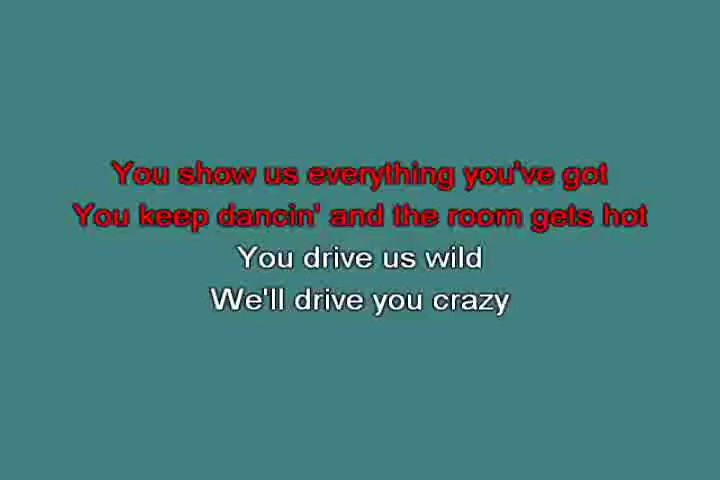 You show us everything you've got
You keep dancin' and the room gets hot
You drive us wild
We'll drive you crazy